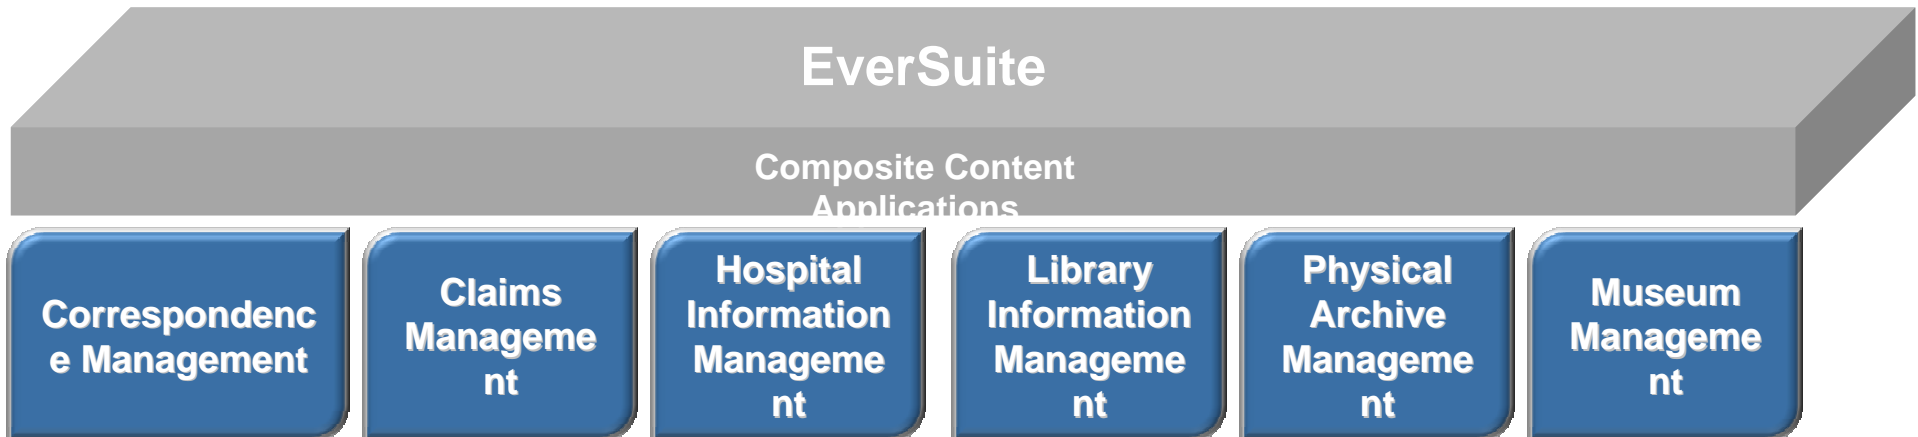 EverSuite
Composite Content
Applications
Correspondenc
e Management
Claims
Manageme
nt
Hospital
Information
Manageme
nt
Library
Information
Manageme
nt
Physical
Archive
Manageme
nt
Museum
Manageme
nt